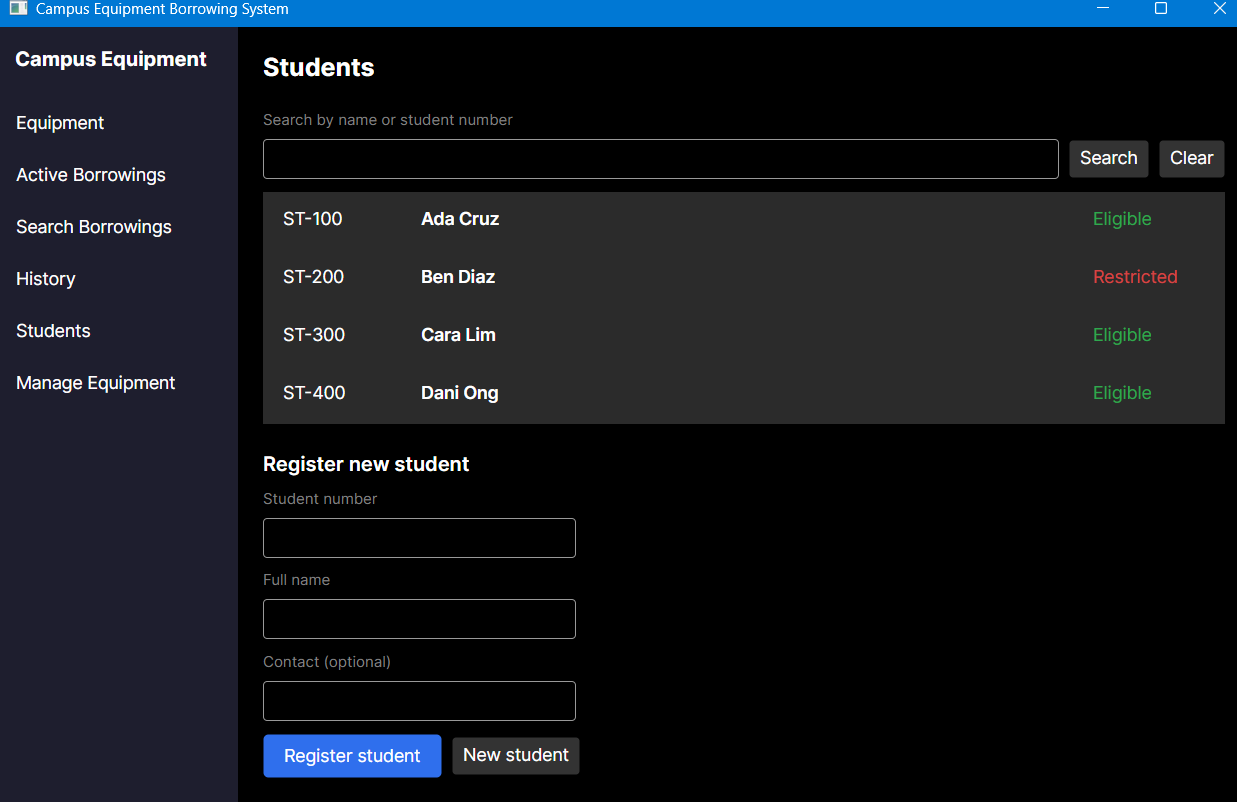 Campus Equipment Borrowing System
Campus Equipment
Equipment
Active Borrowings
Search Borrowings
History
Students
Manage Equipment
Students
Search by name or student number
Search Clear
ST-100 Ada Cruz Eligible
ST-200 Ben Diaz Restricted
ST-300 Cara Lim Eligible
ST-400 Dani Ong Eligible
Register new student
Student number
Full name
Contact (optional)
Register student New student